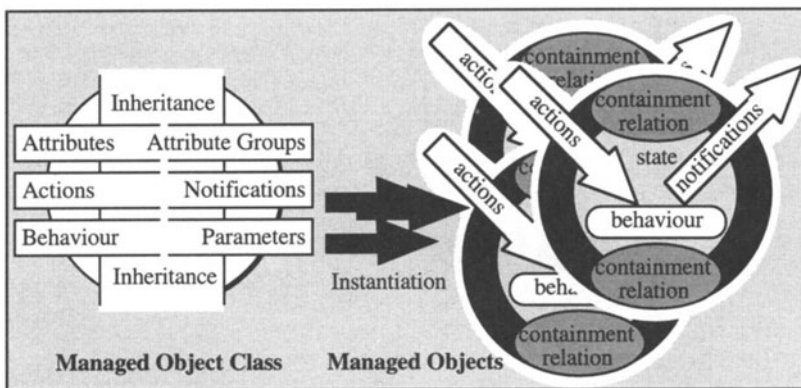 Inheritance
Attributes Attribute Groups
Actions Notifications
Behaviour Parameters
Inheritance
Managed Object Class
Instantiation
Managed Objects
containment
relation
actions
actions
actions
containment
relation
state
notifications
behaviour
containment
relation
containment
relation